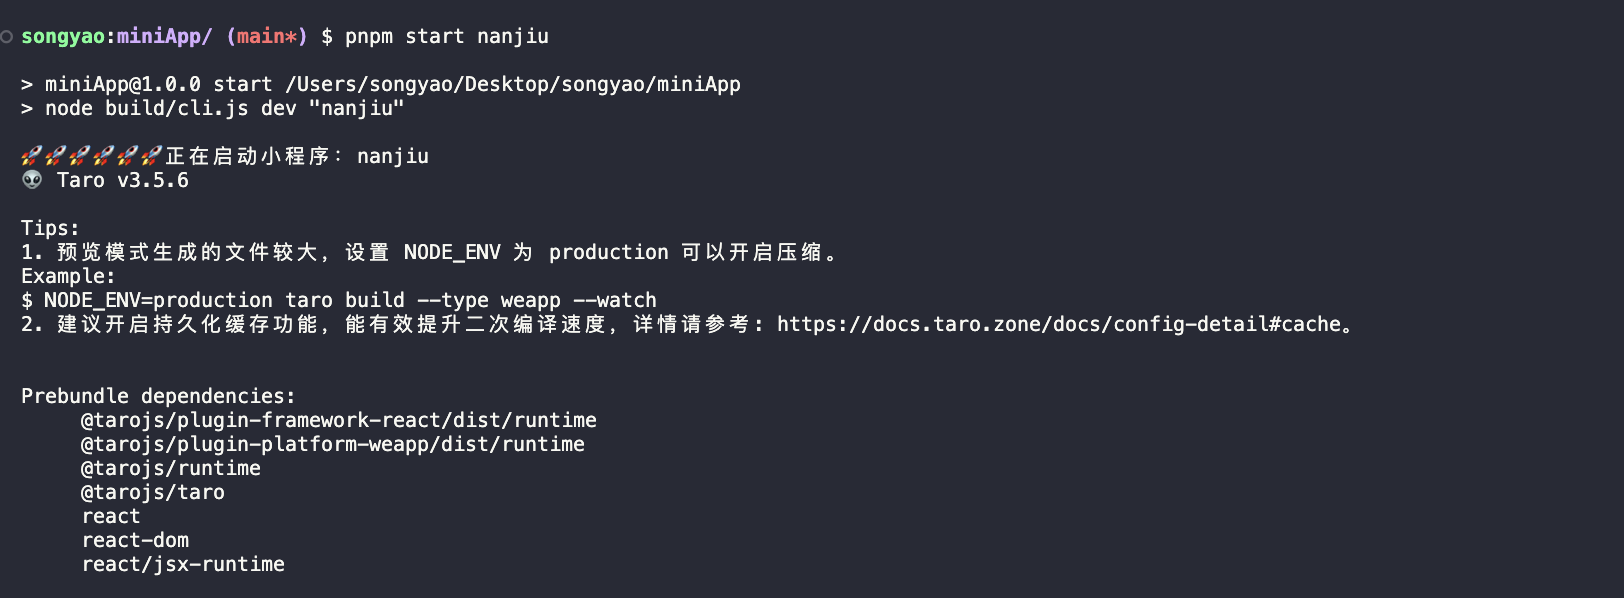 songyao:miniApp/ (main*) $ pnpm start nanjiu
> miniApp@1.0.0 start /Users/songyao/Desktop/songyao/miniApp
> node build/cli.js dev "nanjiu"
🚀🚀🚀🚀🚀🚀正在启动小程序：nanjiu
👽 Taro v3.5.6
Tips:
1. 预览模式生成的文件较大，设置 NODE_ENV 为 production 可以开启压缩。
Example:
$ NODE_ENV=production taro build --type weapp --watch
2. 建议开启持久化缓存功能，能有效提升二次编译速度，详情请参考: https://docs.taro.zone/docs/config-detail#cache。
Prebundle dependencies:
@tarojs/plugin-framework-react/dist/runtime
@tarojs/plugin-platform-weapp/dist/runtime
@tarojs/runtime
@tarojs/taro
react
react-dom
react/jsx-runtime